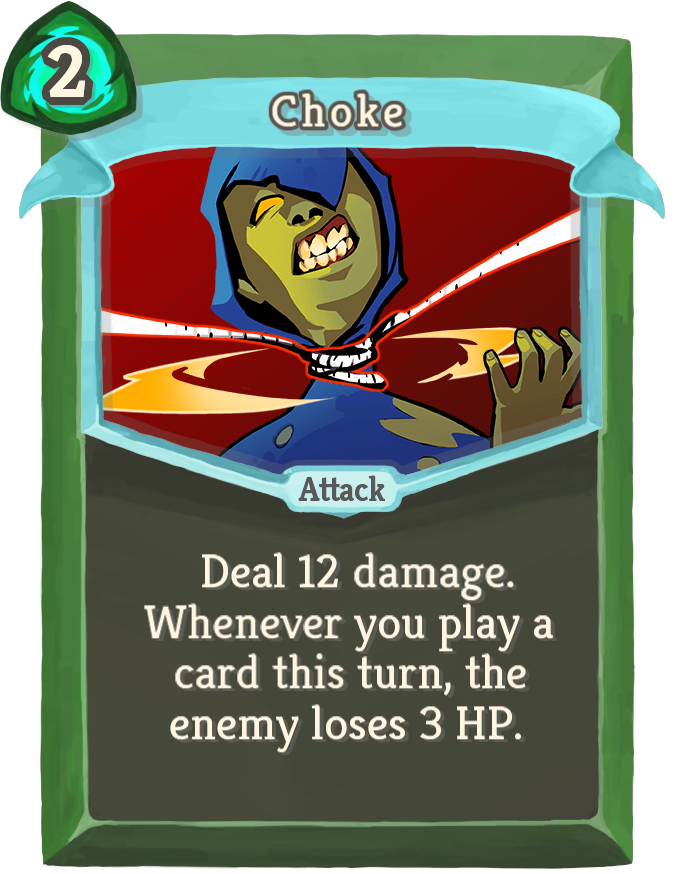 2
Choke
Attack
Deal 12 damage.
Whenever you play a
card this turn, the
enemy loses 3 HP.